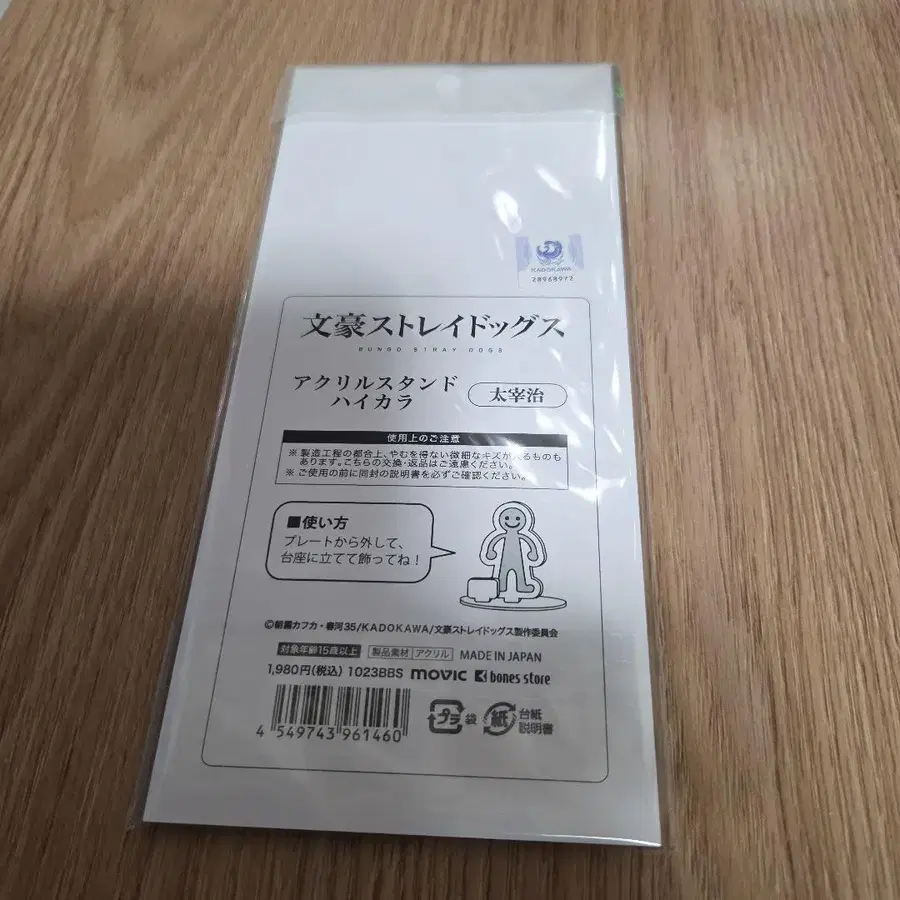 KADOKAWA
28968972
文豪ストレイドッグス
BUNGO STRAY DOGS
アクリルスタンド
ハイカラ
太宰治
使用上のご注意
※製造工程の都合上、やむを得ない微細なキズが入るものも
あります。こちらの交換・返品はご遠慮ください。
※ご使用の前に同封の説明書を必ずご確認ください。
■使い方
プレートから外して、
台座に立てて飾ってね！
©朝霧カフカ・春河35/KADOKAWA/文豪ストレイドッグス製作委員会
対象年齢15歳以上 製品素材 アクリル MADE IN JAPAN
1,980円(税込) 1023BBS movic bones store
4 549743 961460
プラ 袋 紙 台紙
説明書